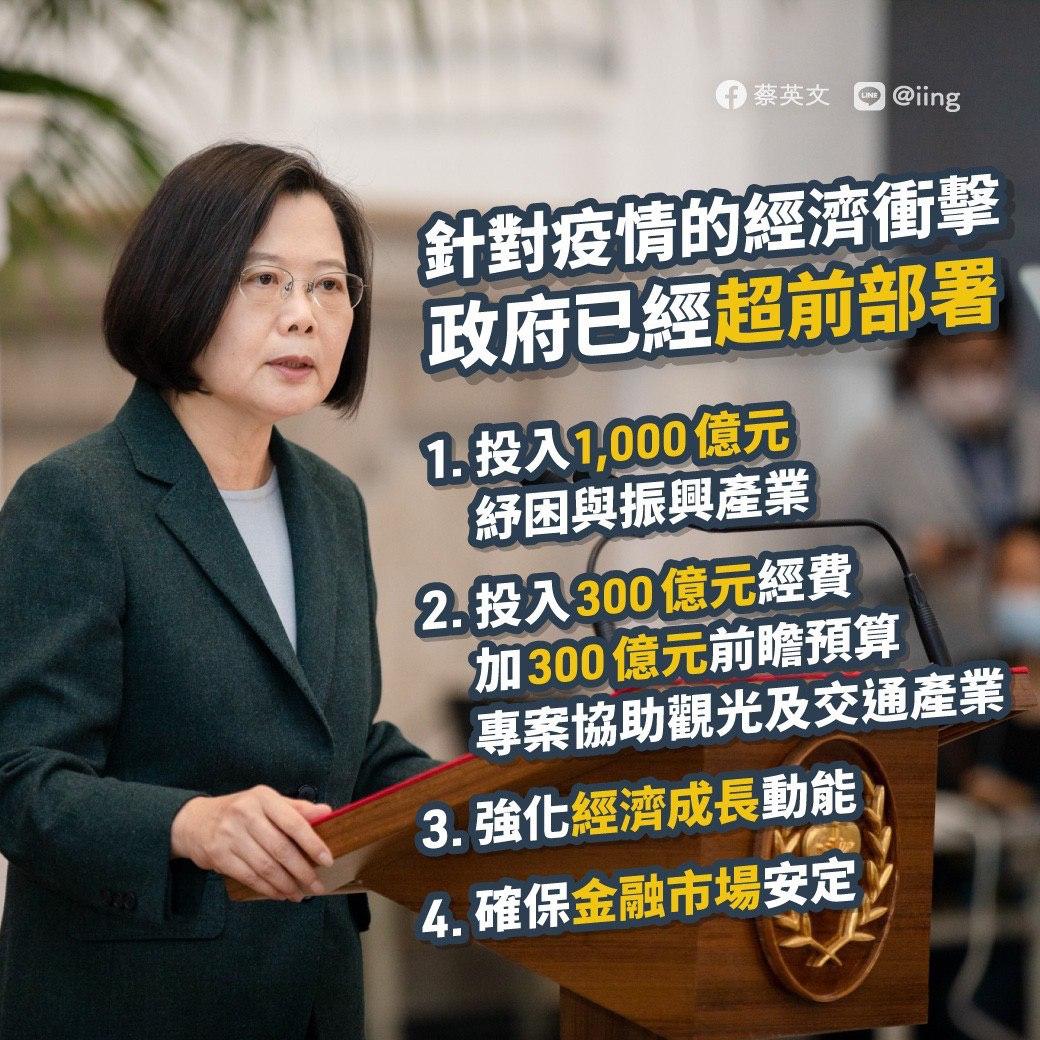 蔡英文 @iing
針對疫情的經濟衝擊
政府已經超前部署
1. 投入1,000億元
紓困與振興產業
2. 投入300億元經費
加300億元前瞻預算
專案協助觀光及交通產業
3. 強化經濟成長動能
4. 確保金融市場安定